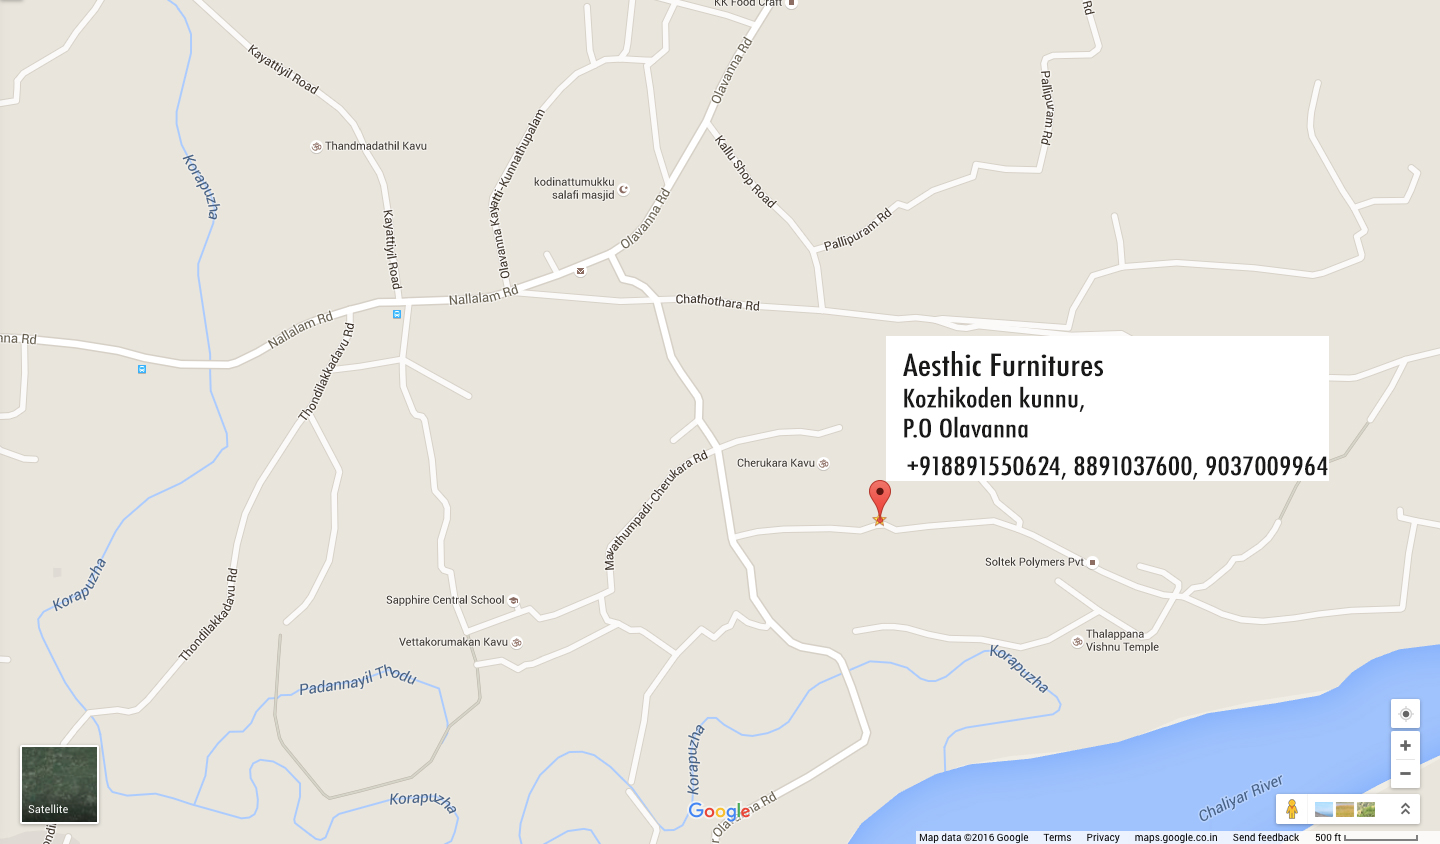 KK Food Craft
Rd
Kayattiyil Road
Olavanna Rd
Pallipuram Rd
Thandmadathil Kavu
Korapuzha
Olavanna Kayatti-Kunnathupalam
kodinattumukku
salafi masjid
Kallu Shop Road
Olavanna Rd
Pallipuram Rd
Kayattiyil Road
Nallalam Rd
Chathothara Rd
Nallalam Rd
nna Rd
Thondilakkadavu Rd
Aesthic Furnitures
Kozhikoden kunnu,
P.O Olavanna
+918891550624, 8891037600, 9037009964
Cherukara Kavu
Mavathumpadi-Cherukara Rd
Soltek Polymers Pvt
Korapuzha
Thondilakkadavu Rd
Sapphire Central School
Vettakorumakan Kavu
Thalappana
Vishnu Temple
Korapuzha
Padannayil Thodu
Korapuzha
Korapuzha
Satellite
Chaliyar River
Google
Map data ©2016 Google Terms Privacy maps.google.co.in Send feedback 500 ft